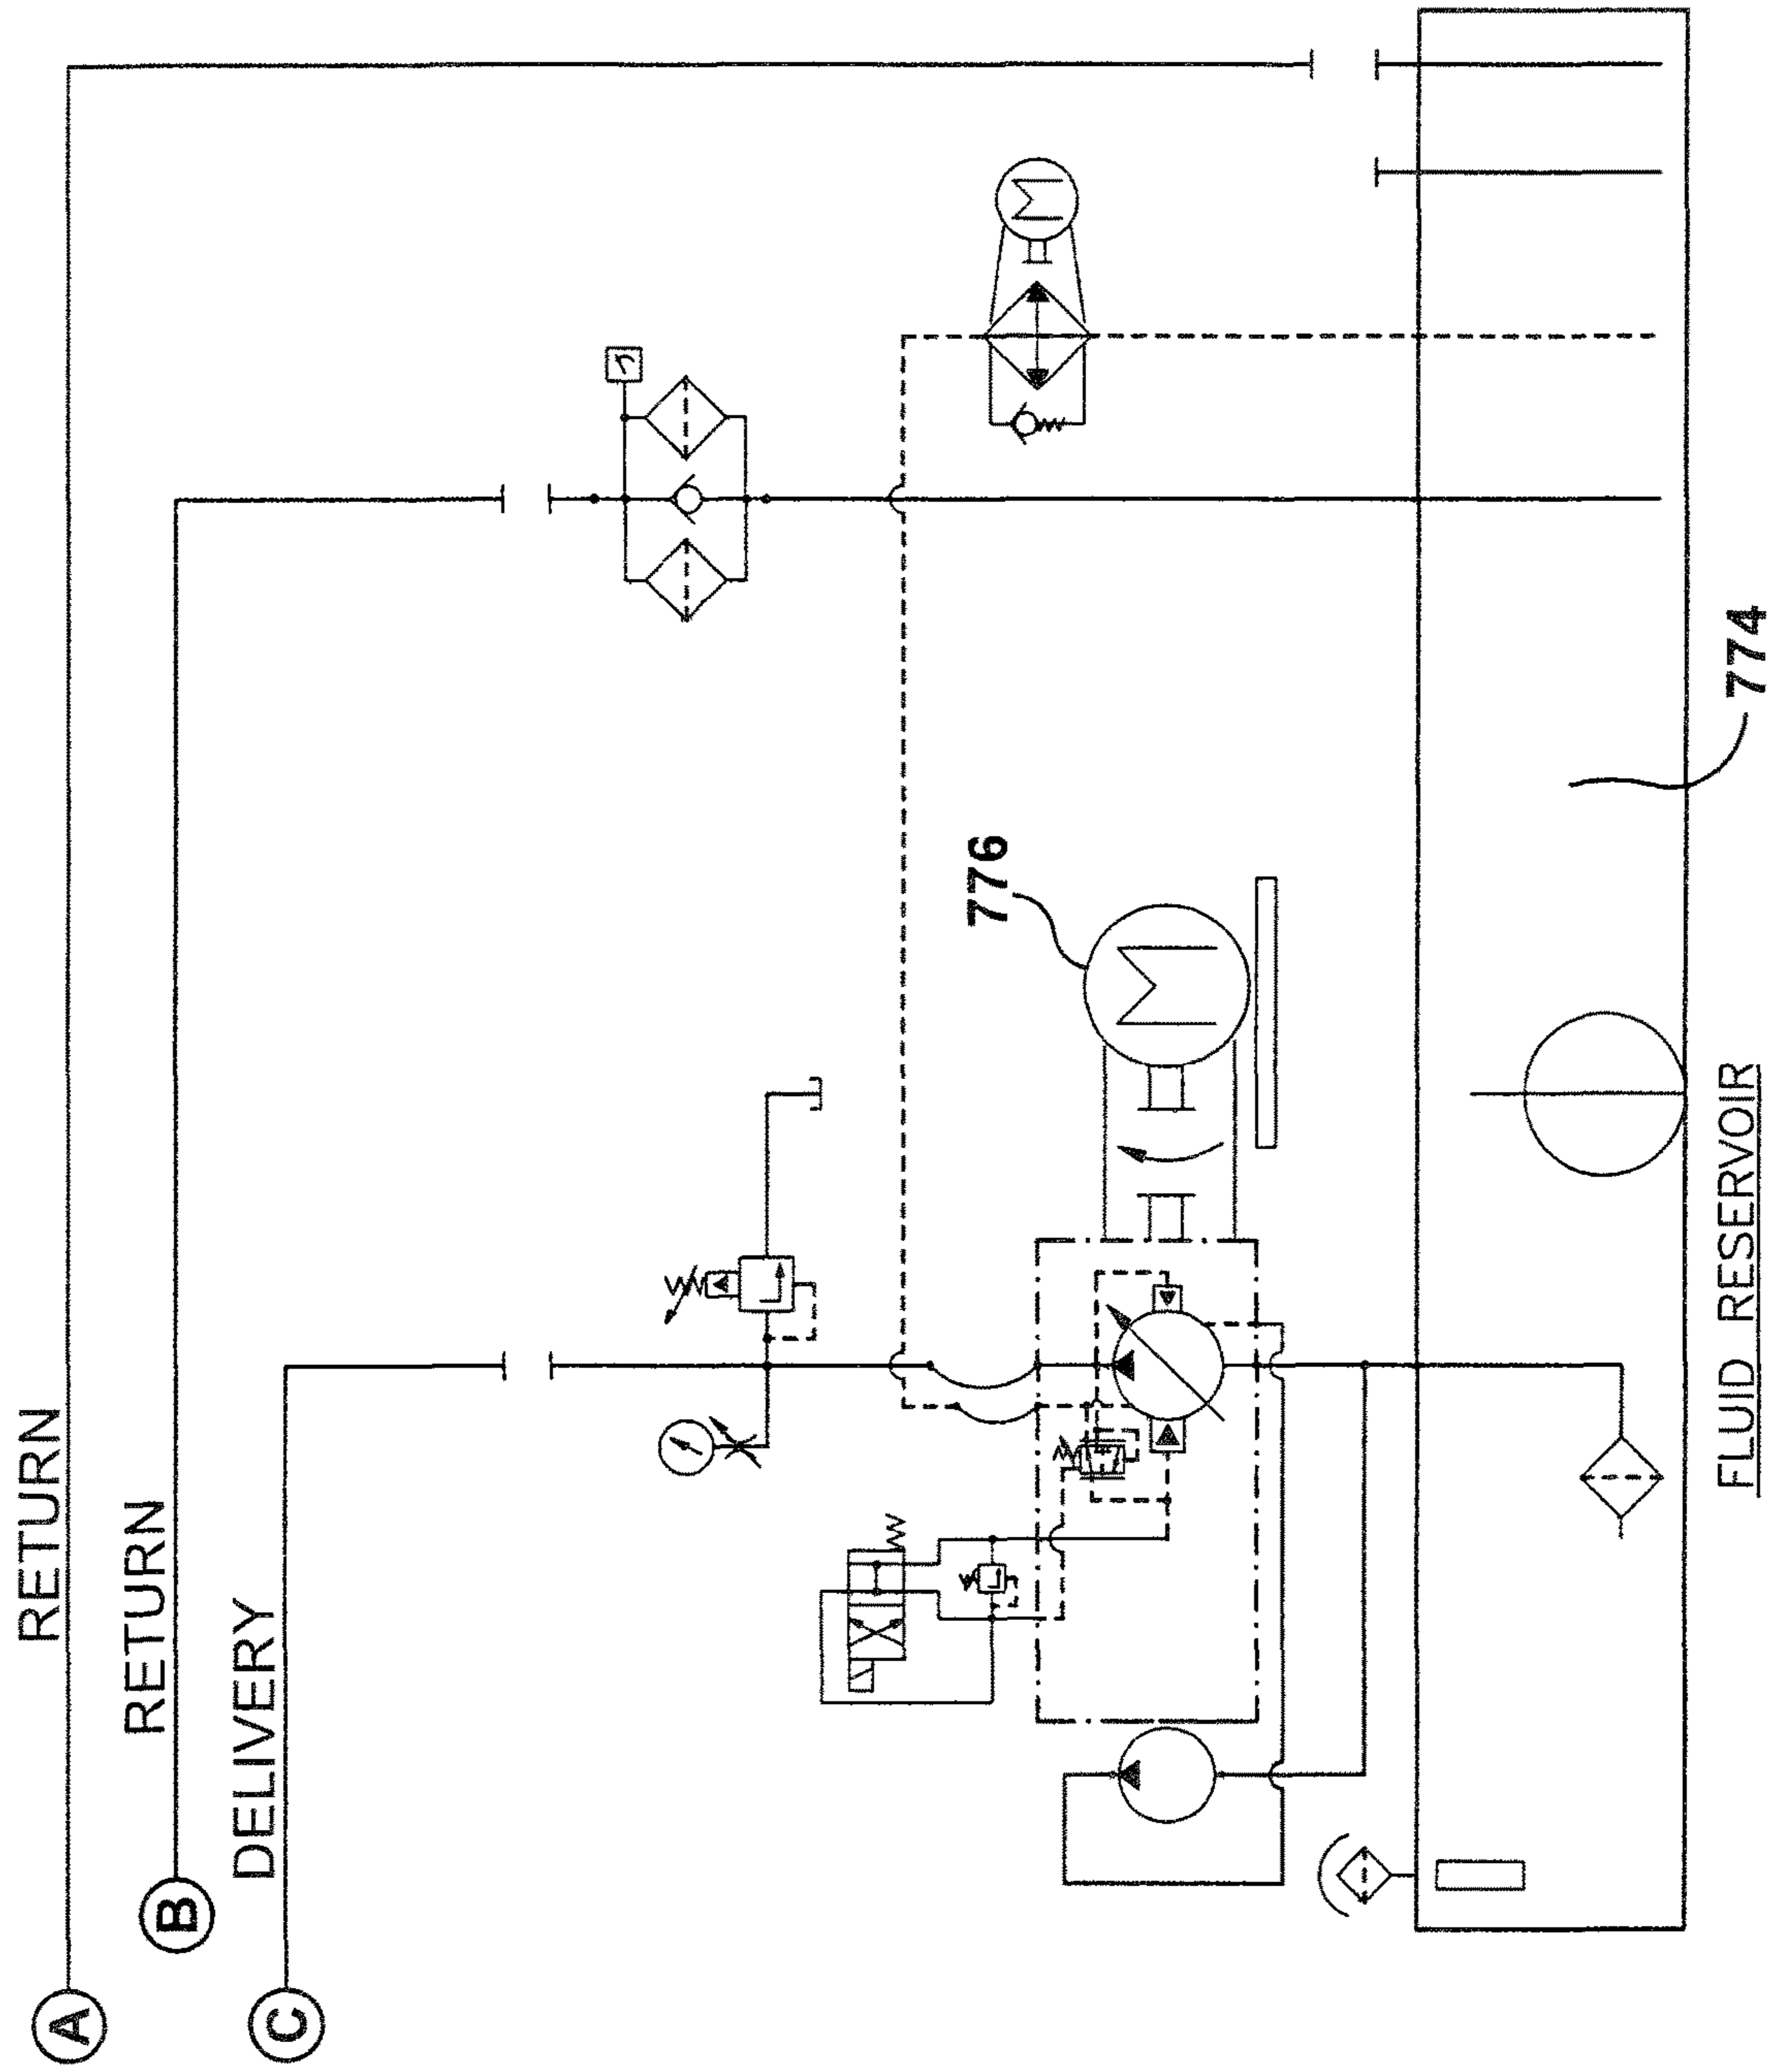 A
RETURN
B
RETURN
C
DELIVERY
M
776
M
774
FLUID RESERVOIR